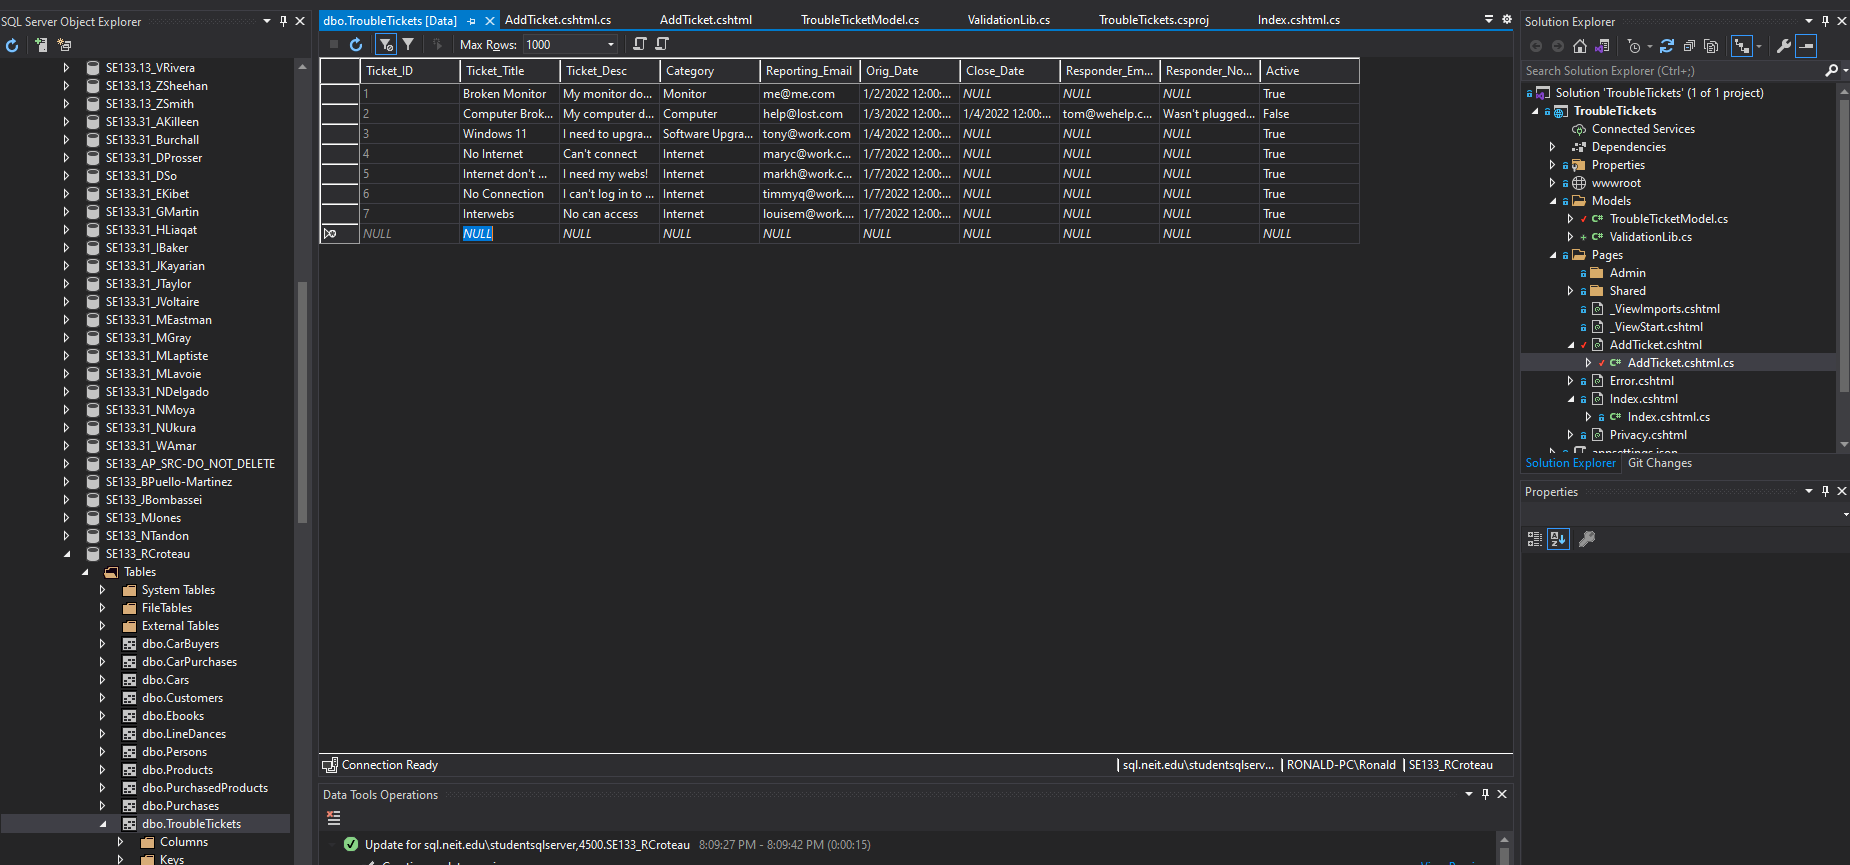 SQL Server Object Explorer
SE133.13_VRivera
SE133.13_ZSheehan
SE133.13_ZSmith
SE133.31_AKilleen
SE133.31_Burchall
SE133.31_DProsser
SE133.31_DSo
SE133.31_EKibet
SE133.31_GMartin
SE133.31_HLiaqat
SE133.31_IBaker
SE133.31_JKayarian
SE133.31_JTaylor
SE133.31_JVoltaire
SE133.31_MEastman
SE133.31_MGray
SE133.31_MLaptiste
SE133.31_MLavoie
SE133.31_NDelgado
SE133.31_NMoya
SE133.31_NUkura
SE133.31_WAmar
SE133_AP_SRC-DO_NOT_DELETE
SE133_BPuello-Martinez
SE133_JBombassei
SE133_MJones
SE133_NTandon
SE133_RCroteau
Tables
System Tables
FileTables
External Tables
dbo.CarBuyers
dbo.CarPurchases
dbo.Cars
dbo.Customers
dbo.Ebooks
dbo.LineDances
dbo.Persons
dbo.Products
dbo.PurchasedProducts
dbo.Purchases
dbo.TroubleTickets
Columns
Keys
dbo.TroubleTickets [Data] AddTicket.cshtml.cs AddTicket.cshtml TroubleTicketModel.cs ValidationLib.cs TroubleTickets.csproj Index.cshtml.cs
Max Rows: 1000
Ticket_ID Ticket_Title Ticket_Desc Category Reporting_Email Orig_Date Close_Date Responder_Em... Responder_No... Active
1 Broken Monitor My monitor do... Monitor me@me.com 1/2/2022 12:00:... NULL NULL NULL True
2 Computer Brok... My computer d... Computer help@lost.com 1/3/2022 12:00:... 1/4/2022 12:00:... tom@wehelp.c... Wasn't plugged... False
3 Windows 11 I need to upgra... Software Upgra... tony@work.com 1/4/2022 12:00:... NULL NULL NULL True
4 No Internet Can't connect Internet maryc@work.c... 1/7/2022 12:00:... NULL NULL NULL True
5 Internet don't ... I need my webs! Internet markh@work.c... 1/7/2022 12:00:... NULL NULL NULL True
6 No Connection I can't log in to ... Internet timmyq@work.... 1/7/2022 12:00:... NULL NULL NULL True
7 Interwebs No can access Internet louisem@work.... 1/7/2022 12:00:... NULL NULL NULL True
NULL NULL NULL NULL NULL NULL NULL NULL NULL NULL
Connection Ready sql.neit.edu\studentsqlserv... RONALD-PC\Ronald SE133_RCroteau
Data Tools Operations
Update for sql.neit.edu\studentsqlserver,4500.SE133_RCroteau 8:09:27 PM - 8:09:42 PM (0:00:15)
Solution Explorer
Search Solution Explorer (Ctrl+;)
Solution 'TroubleTickets' (1 of 1 project)
TroubleTickets
Connected Services
Dependencies
Properties
wwwroot
Models
TroubleTicketModel.cs
ValidationLib.cs
Pages
Admin
Shared
_ViewImports.cshtml
_ViewStart.cshtml
AddTicket.cshtml
AddTicket.cshtml.cs
Error.cshtml
Index.cshtml
Index.cshtml.cs
Privacy.cshtml
appsettings.json
Solution Explorer Git Changes
Properties